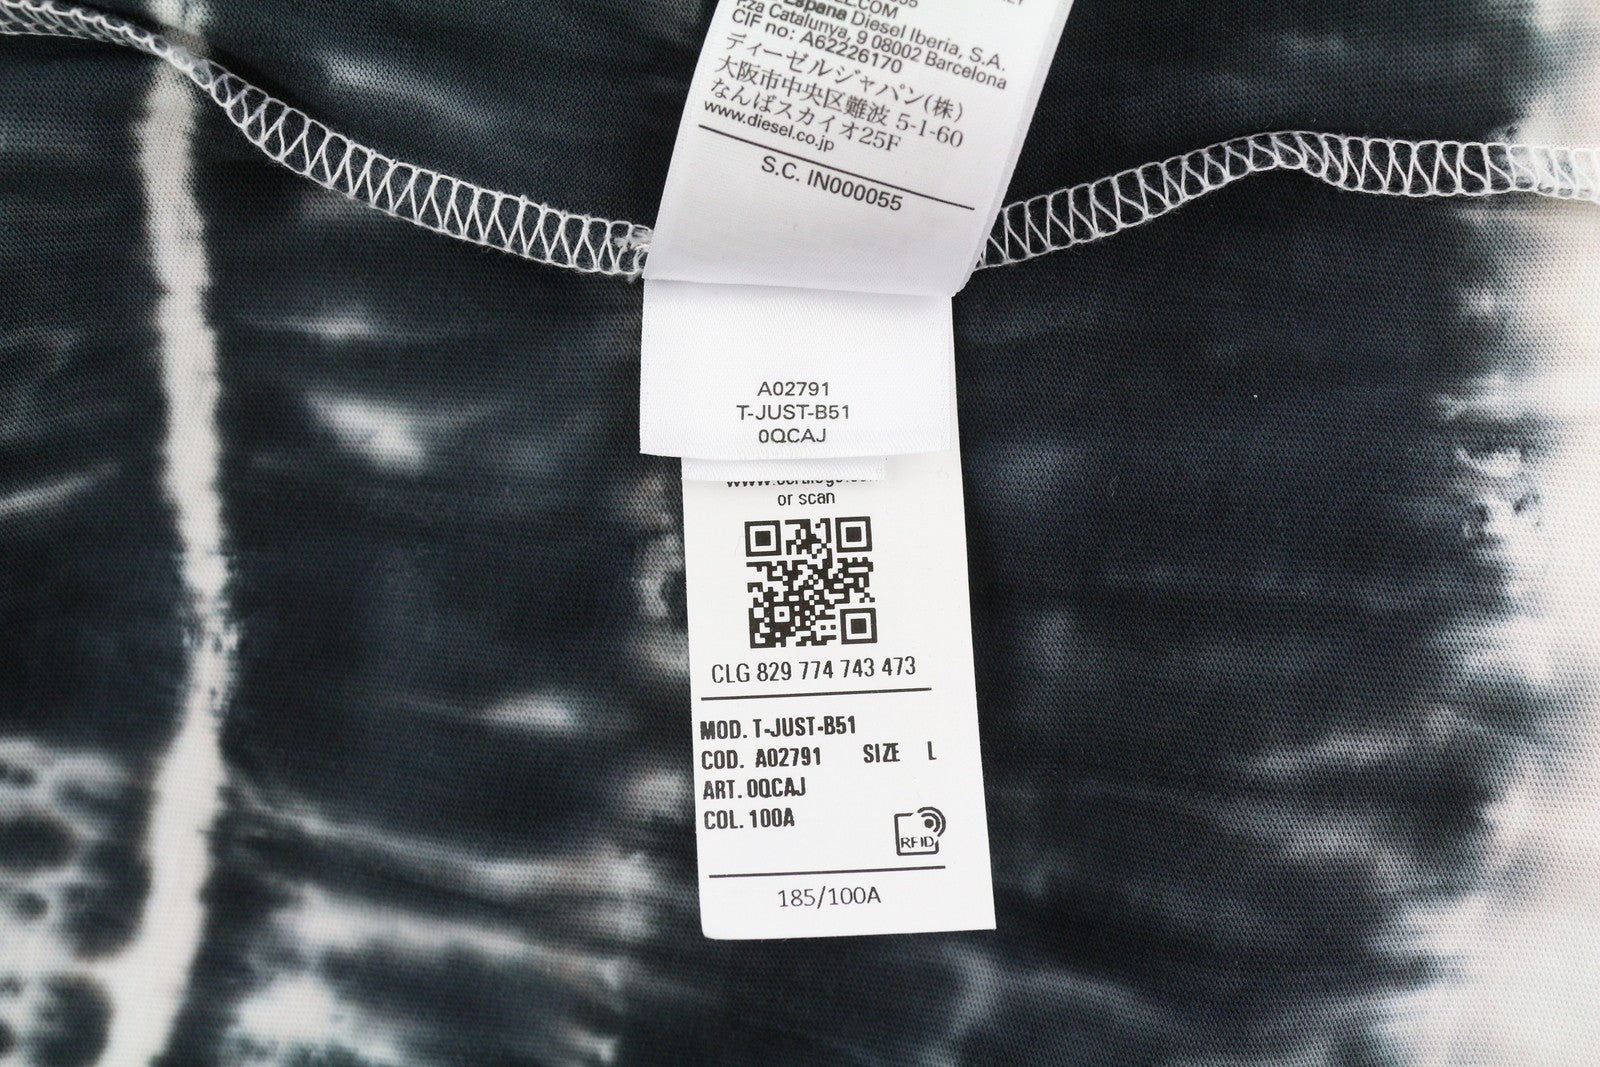 España Diesel Iberia, S.A.
P.za Catalunya, 9 08002 Barcelona
CIF no: A62226170
ディーゼルジャパン(株)
大阪市中央区難波 5-1-60
なんばスカイオ25F
www.diesel.co.jp
S.C. IN000055
A02791
T-JUST-B51
0QCAJ
or scan
CLG 829 774 743 473
MOD. T-JUST-B51
COD. A02791 SIZE L
ART. 0QCAJ
COL. 100A
RFID
185/100A